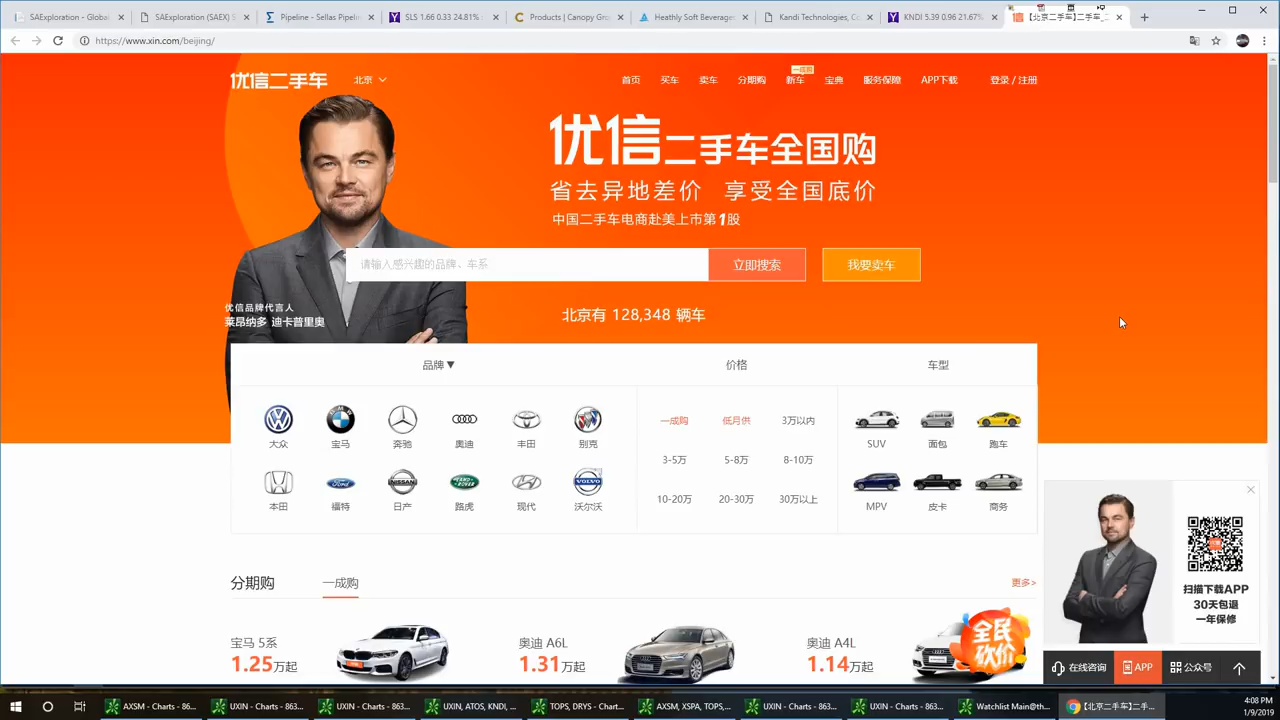 SAExploration - Global
SAExploration (SAEX) S
Pipeline - Sellas Pipelin
SLS 1.66 0.33 24.81%
Products | Canopy Gro
Heathly Soft Beverages
Kandi Technologies, Co
KNDI 5.39 0.96 21.67%
【北京二手车】二手车_二
https://www.xin.com/beijing/
优信二手车
北京
首页
买车
卖车
分期购
一成购
新车
宝典
服务保障
APP下载
登录 / 注册
优信二手车全国购
省去异地差价 享受全国底价
中国二手车电商赴美上市第1股
请输入感兴趣的品牌、车系
立即搜索
我要卖车
优信品牌代言人
莱昂纳多 迪卡普里奥
北京有 128,348 辆车
品牌▼
价格
车型
大众
宝马
奔驰
奥迪
丰田
别克
本田
福特
日产
路虎
现代
沃尔沃
一成购
低月供
3万以内
3-5万
5-8万
8-10万
10-20万
20-30万
30万以上
SUV
面包
跑车
MPV
皮卡
商务
分期购
一成购
更多>
宝马 5系
1.25万起
奥迪 A6L
1.31万起
奥迪 A4L
1.14万起
全民
砍价
扫描下载APP
30天包退
一年保修
在线咨询
APP
公众号
AXSM - Charts - 86...
UXIN - Charts - 863...
UXIN - Charts - 863...
UXIN, ATOS, KNDI, ...
TOPS, DRYS - Chart...
AXSM, XSPA, TOPS,...
UXIN - Charts - 863...
UXIN - Charts - 863...
Watchlist Main@th...
【北京二手车】二手...
4:08 PM
1/9/2019